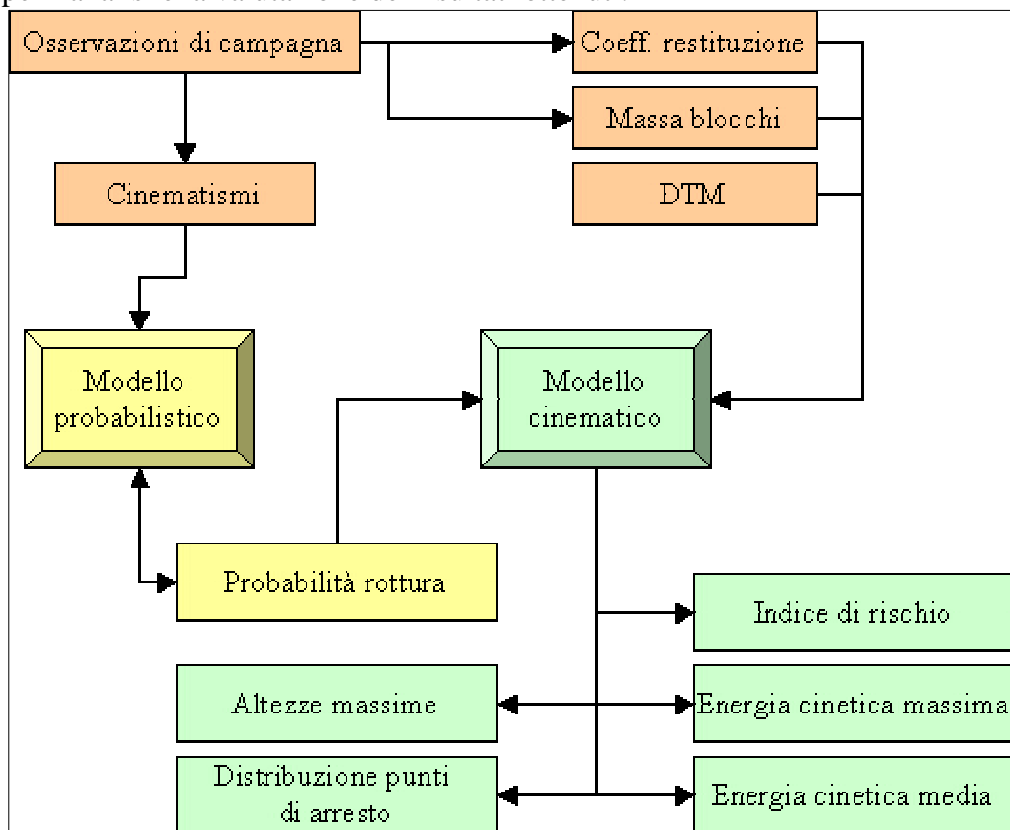 Osservazioni di campagna
Coeff. restituzione
Massa blocchi
Cinematismi
DTM
Modello
probabilistico
Modello
cinematico
Probabilità rottura
Indice di rischio
Altezze massime
Energia cinetica massima
Distribuzione punti
di arresto
Energia cinetica media